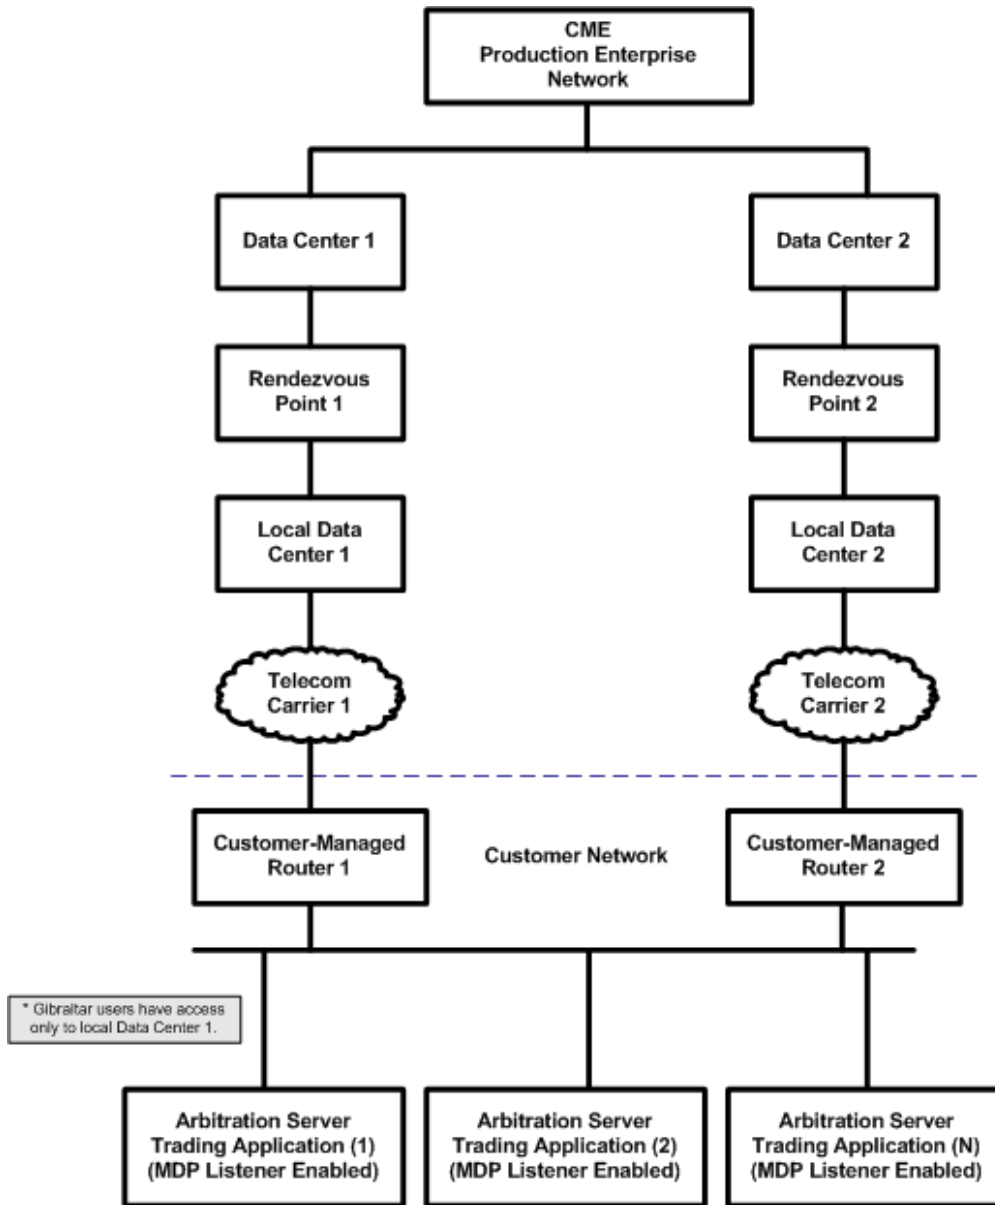 CME
Production Enterprise
Network
Data Center 1
Data Center 2
Rendezvous
Point 1
Rendezvous
Point 2
Local Data
Center 1
Local Data
Center 2
Telecom
Carrier 1
Telecom
Carrier 2
Customer-Managed
Router 1
Customer Network
Customer-Managed
Router 2
* Gibraltar users have access
only to local Data Center 1.
Arbitration Server
Trading Application (1)
(MDP Listener Enabled)
Arbitration Server
Trading Application (2)
(MDP Listener Enabled)
Arbitration Server
Trading Application (N)
(MDP Listener Enabled)